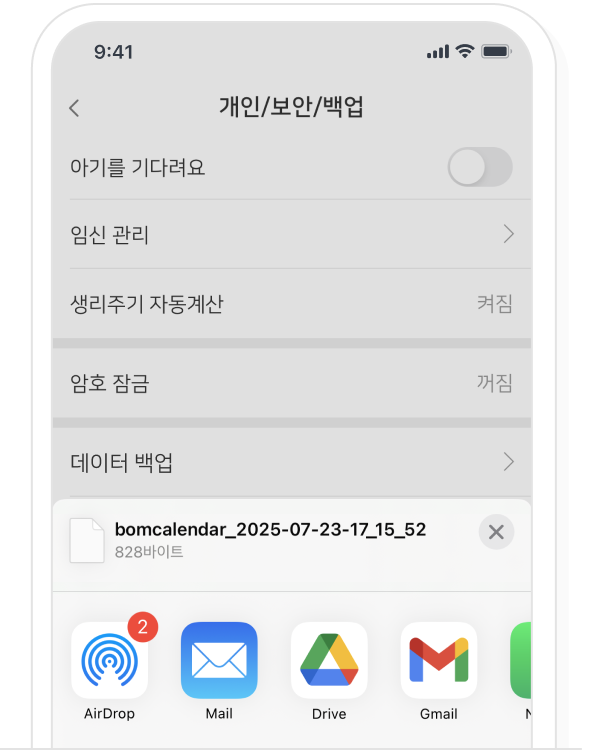 9:41
개인/보안/백업
아기를 기다려요
임신 관리
생리주기 자동계산 켜짐
암호 잠금 꺼짐
데이터 백업
bomcalendar_2025-07-23-17_15_52
828바이트
2
AirDrop Mail Drive Gmail